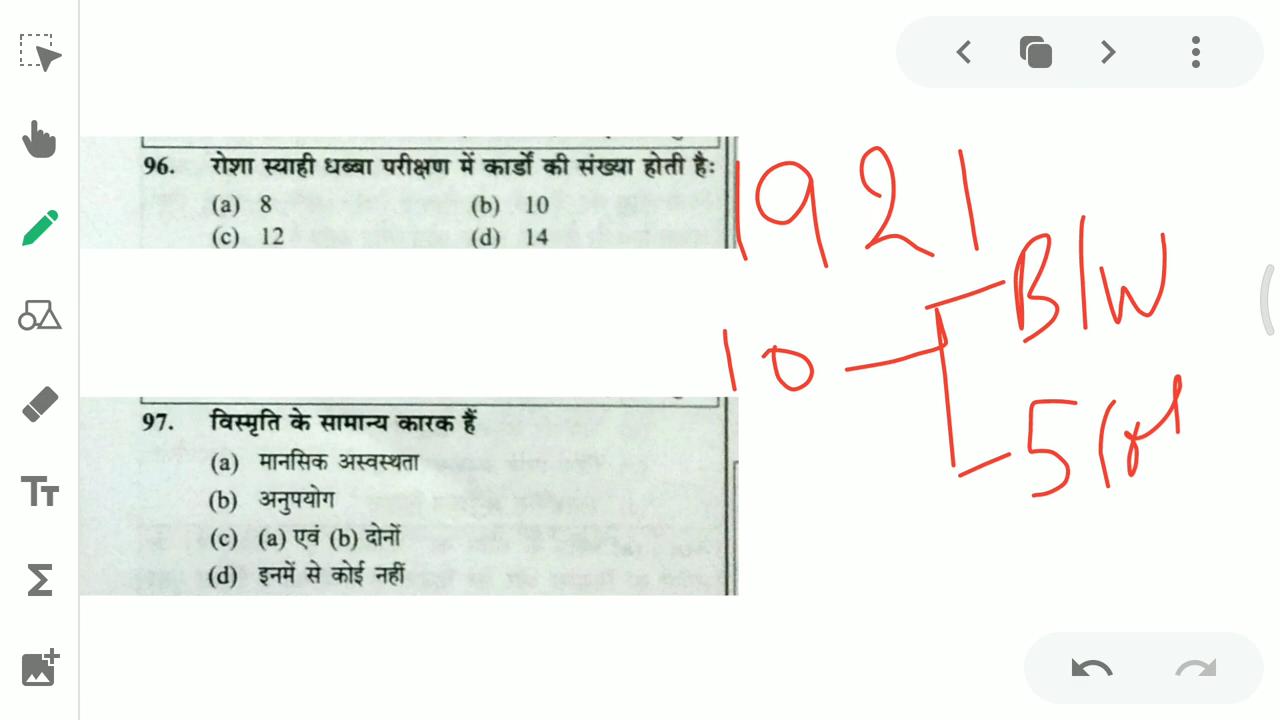 96. रोशा स्याही धब्बा परीक्षण में कार्डों की संख्या होती हैः
(a) 8 (b) 10
(c) 12 (d) 14
1921
10
B/W
5
97. विस्मृति के सामान्य कारक हैं
(a) मानसिक अस्वस्थता
(b) अनुपयोग
(c) (a) एवं (b) दोनों
(d) इनमें से कोई नहीं
TT
Σ